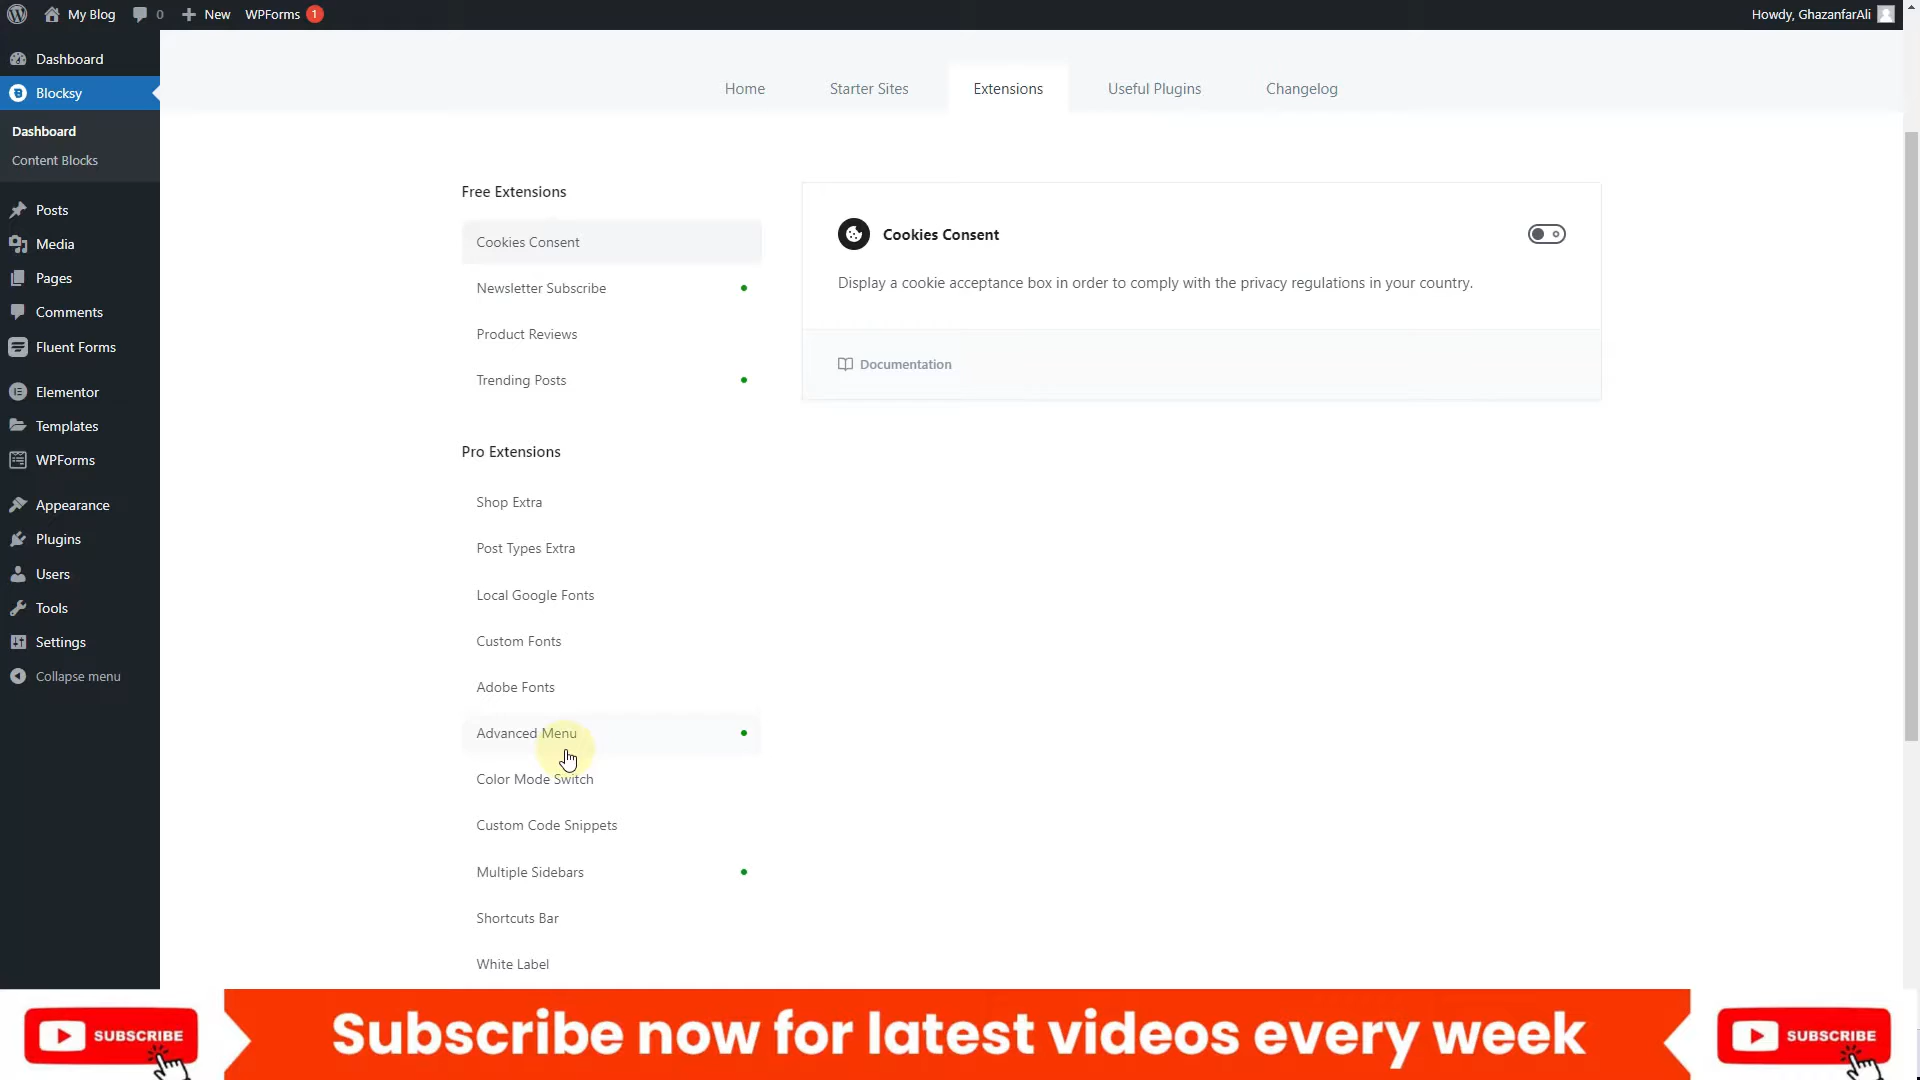 My Blog
0
New
WPForms 1
Howdy, GhazanfarAli
Dashboard
Blocksy
Dashboard
Content Blocks
Posts
Media
Pages
Comments
Fluent Forms
Elementor
Templates
WPForms
Appearance
Plugins
Users
Tools
Settings
Collapse menu
Home
Starter Sites
Extensions
Useful Plugins
Changelog
Free Extensions
Cookies Consent
Newsletter Subscribe
Product Reviews
Trending Posts
Pro Extensions
Shop Extra
Post Types Extra
Local Google Fonts
Custom Fonts
Adobe Fonts
Advanced Menu
Color Mode Switch
Custom Code Snippets
Multiple Sidebars
Shortcuts Bar
White Label
Cookies Consent
Display a cookie acceptance box in order to comply with the privacy regulations in your country.
Documentation
SUBSCRIBE
Subscribe now for latest videos every week
SUBSCRIBE